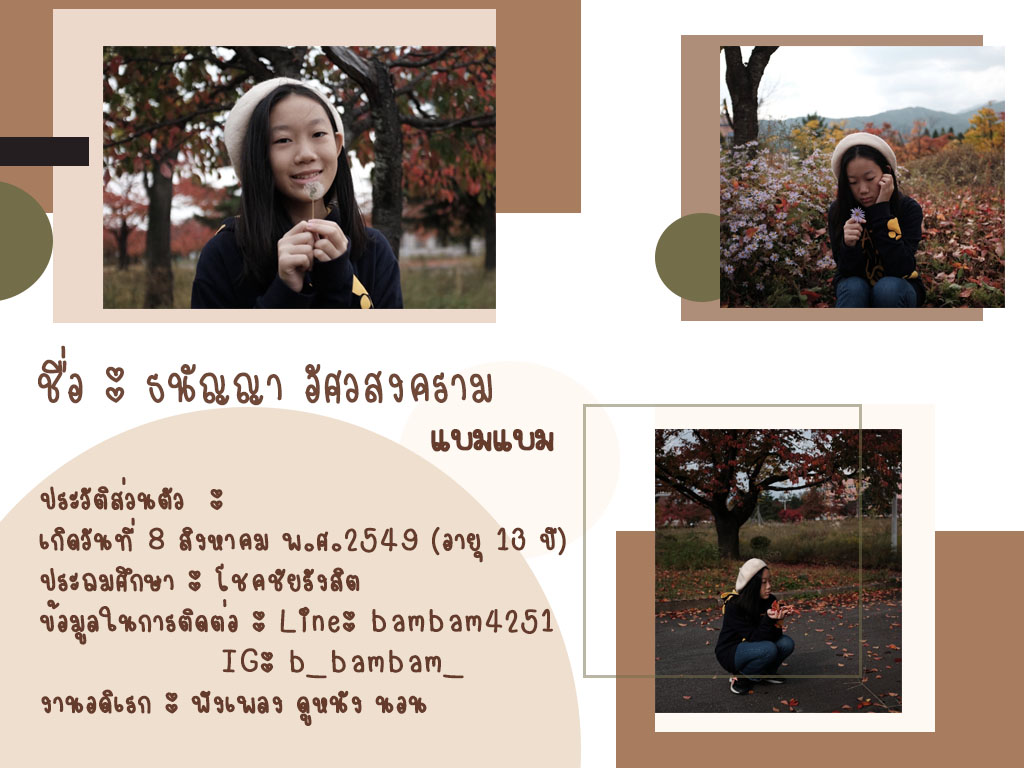 ชื่อ : ธนัญญา อัศวสงคราม
แบมแบม
ประวัติส่วนตัว :
เกิดวันที่ 8 สิงหาคม พ.ศ.2549 (อายุ 13 ปี)
ประถมศึกษา : โชคชัยรังสิต
ข้อมูลในการติดต่อ : Line: bambam4251
IG: b_bambam_
งานอดิเรก : ฟังเพลง ดูหนัง นอน